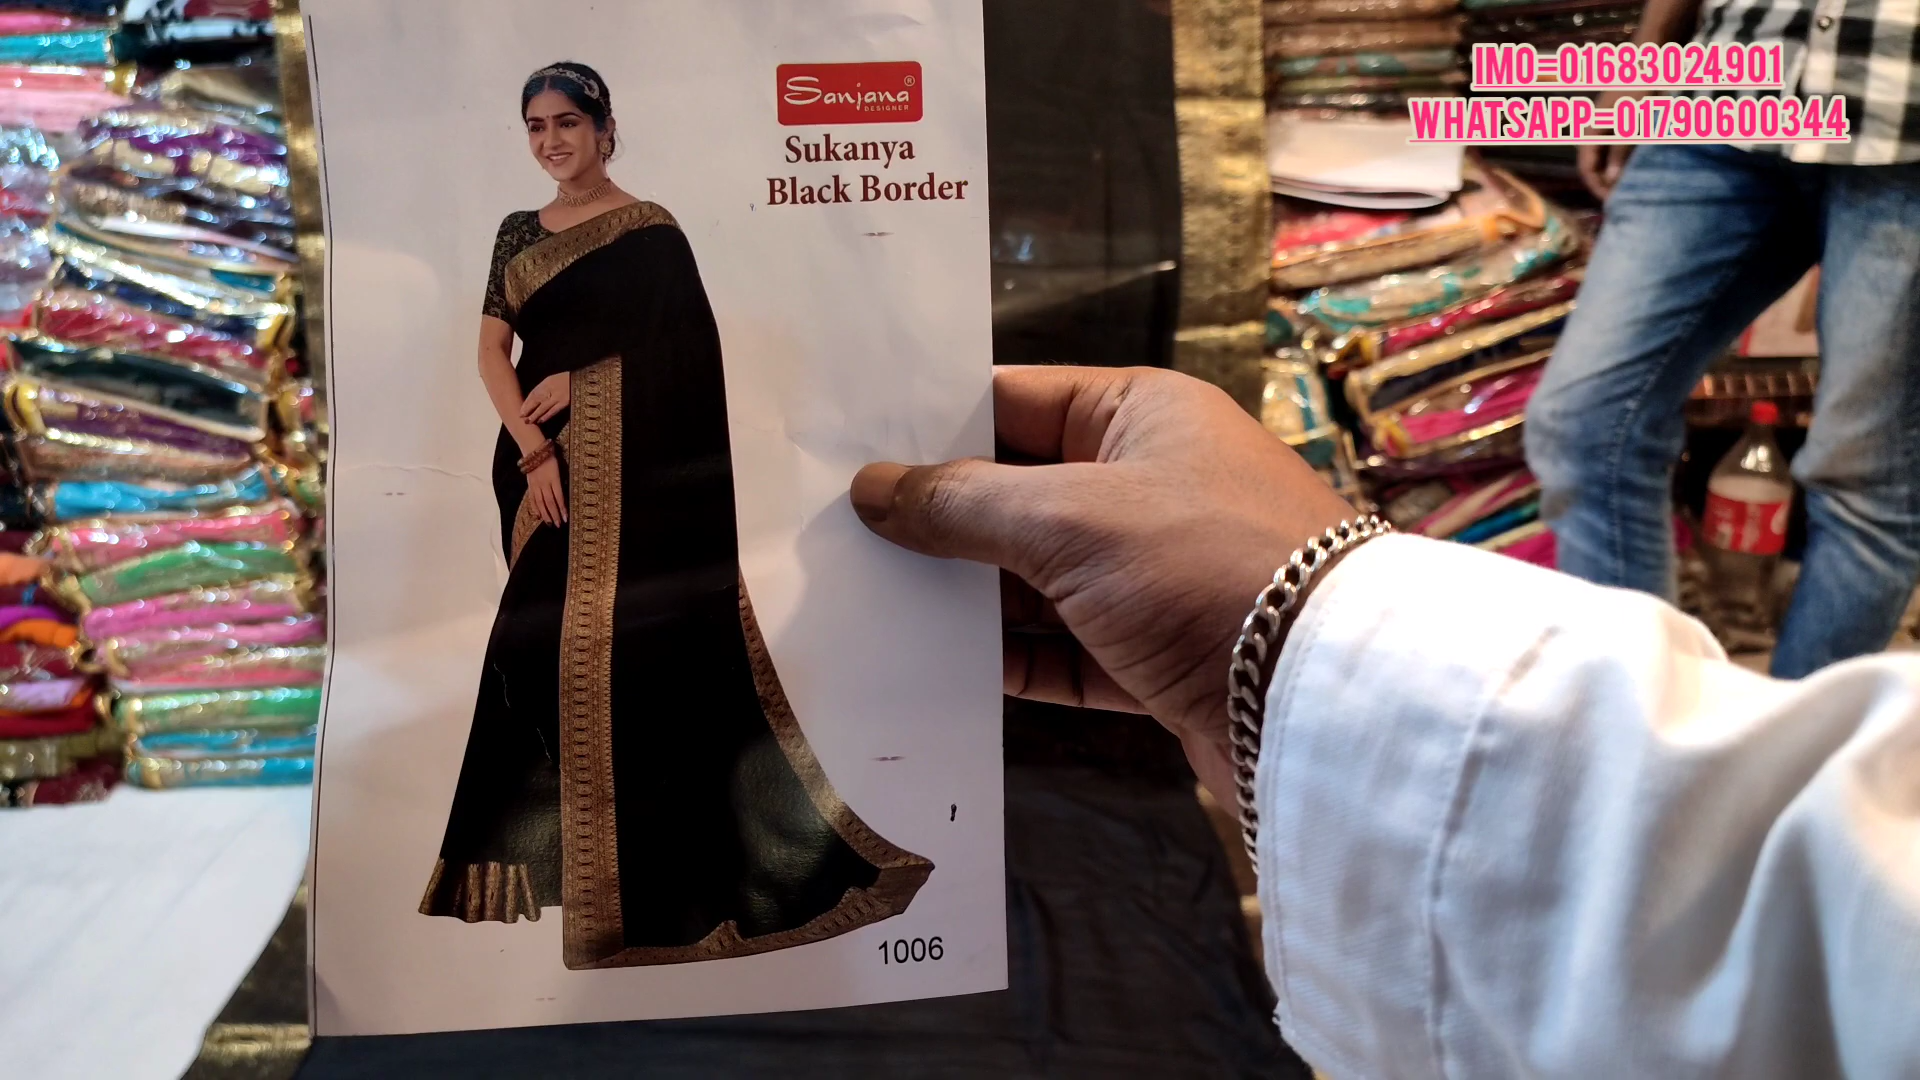 IMO=01683024901
WHATSAPP=01790600344
Sanjana®
DESIGNER
Sukanya
Black Border
1006